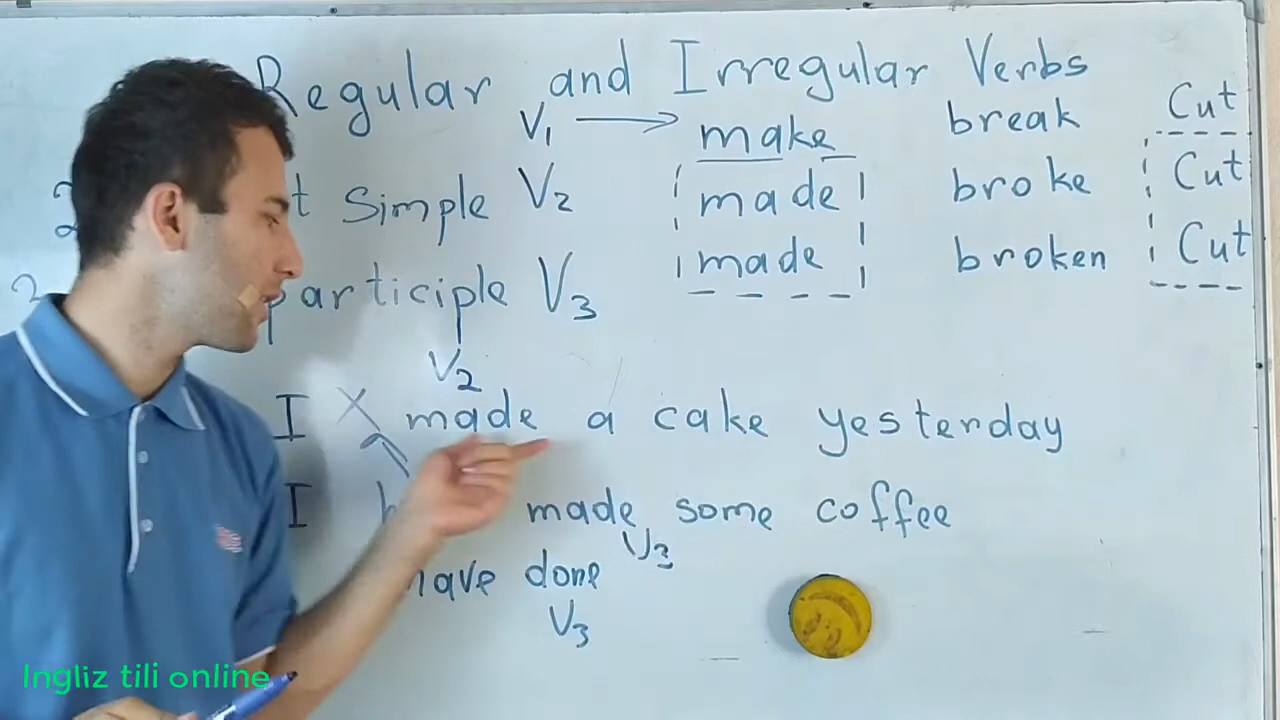 Regular and Irregular Verbs
V1 → make break Cut
t Simple V2 made broke Cut
participle V3 made broken Cut
V2
I X made a cake yesterday
I made some coffee
V3
have done
V3
Ingliz tili online